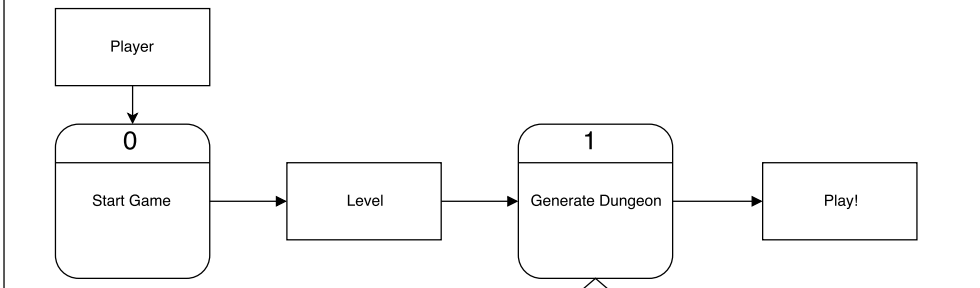 Player
0
Start Game
Level
1
Generate Dungeon
Play!